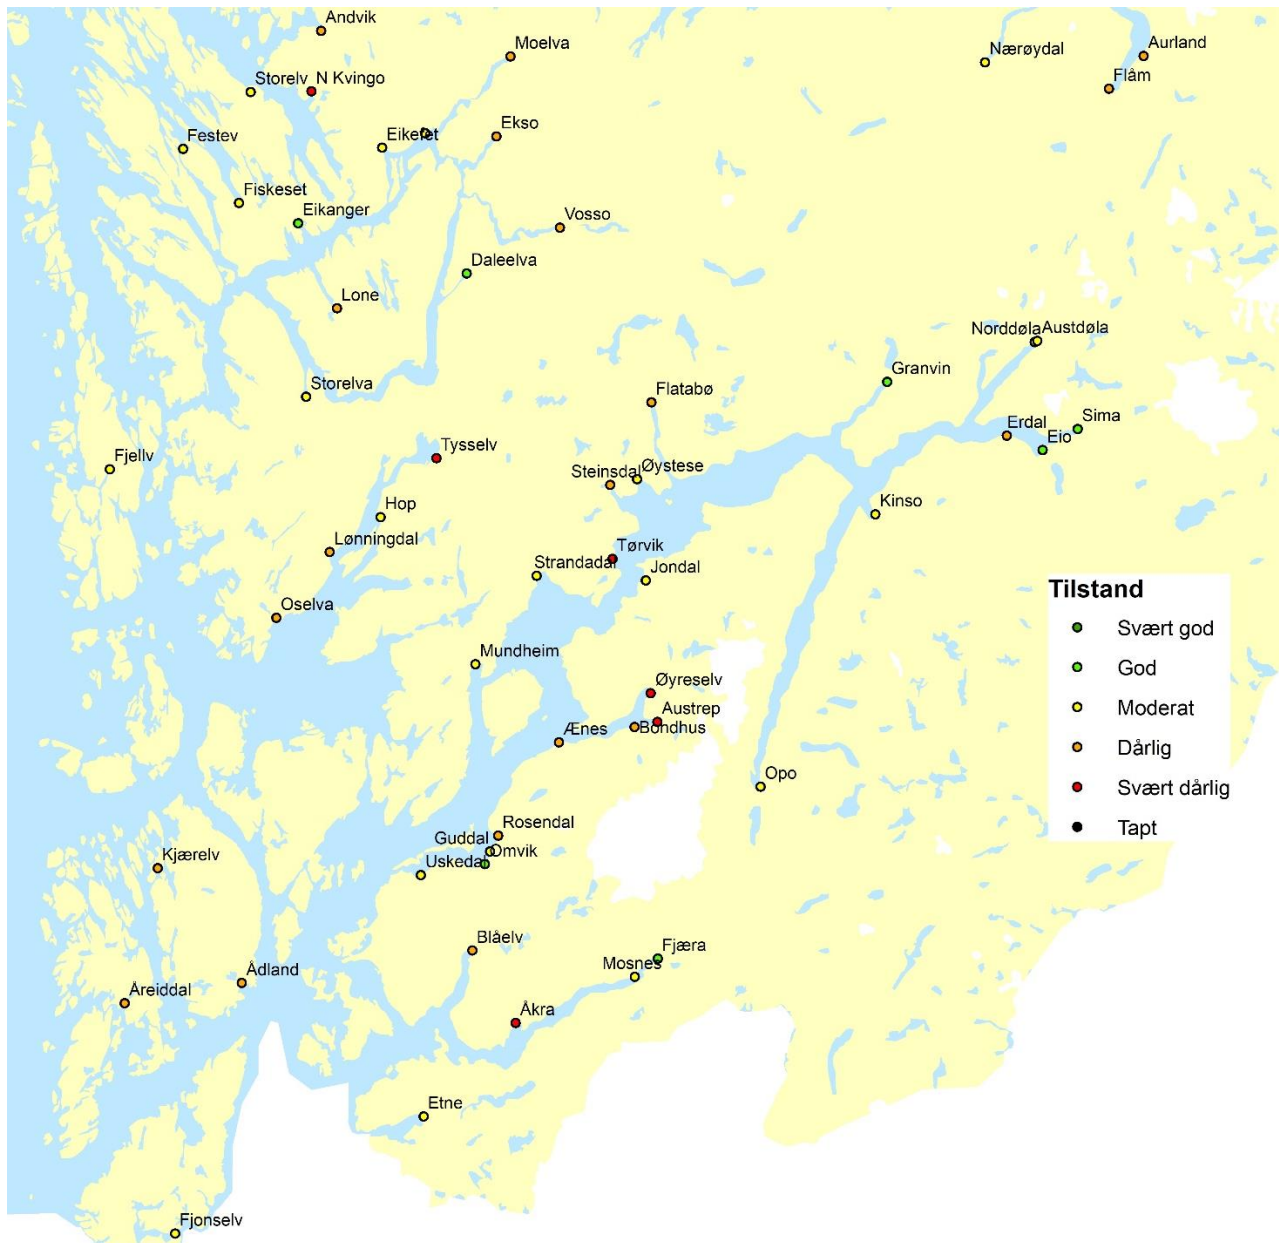 Andvik
Moelva
Nærøydal
Aurland
Storelv
N Kvingo
Flåm
Festev
Eikefet
Ekso
Fiskeset
Eikanger
Vosso
Daleelva
Lone
Norddøla
Austdøla
Storelva
Flatabø
Granvin
Erdal
Sima
Eio
Fjellv
Tysselv
Steinsdal
Øystese
Hop
Kinso
Lønningdal
Strandadal
Tørvik
Jondal
Oselva
Tilstand
Svært god
God
Moderat
Dårlig
Svært dårlig
Tapt
Mundheim
Øyreselv
Austrep
Ænes
Bondhus
Opo
Rosendal
Guddal
Omvik
Uskedal
Kjærelv
Blåelv
Fjæra
Mosnes
Ådland
Åreiddal
Åkra
Etne
Fjonselv